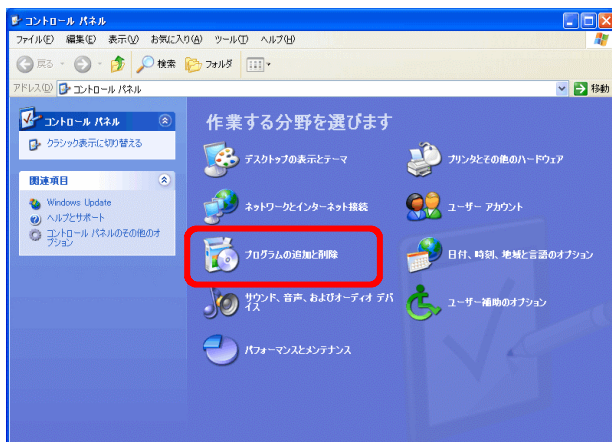 コントロール パネル
ファイル(F) 編集(E) 表示(V) お気に入り(A) ツール(T) ヘルプ(H)
戻る 検索 フォルダ
アドレス(D) コントロール パネル 移動
コントロール パネル
クラシック表示に切り替える
関連項目
Windows Update
ヘルプとサポート
コントロール パネルのその他のオ
プション
作業する分野を選びます
デスクトップの表示とテーマ
プリンタとその他のハードウェア
ネットワークとインターネット接続
ユーザー アカウント
プログラムの追加と削除
日付、時刻、地域と言語のオプション
サウンド、音声、およびオーディオ デバ
イス
ユーザー補助のオプション
パフォーマンスとメンテナンス